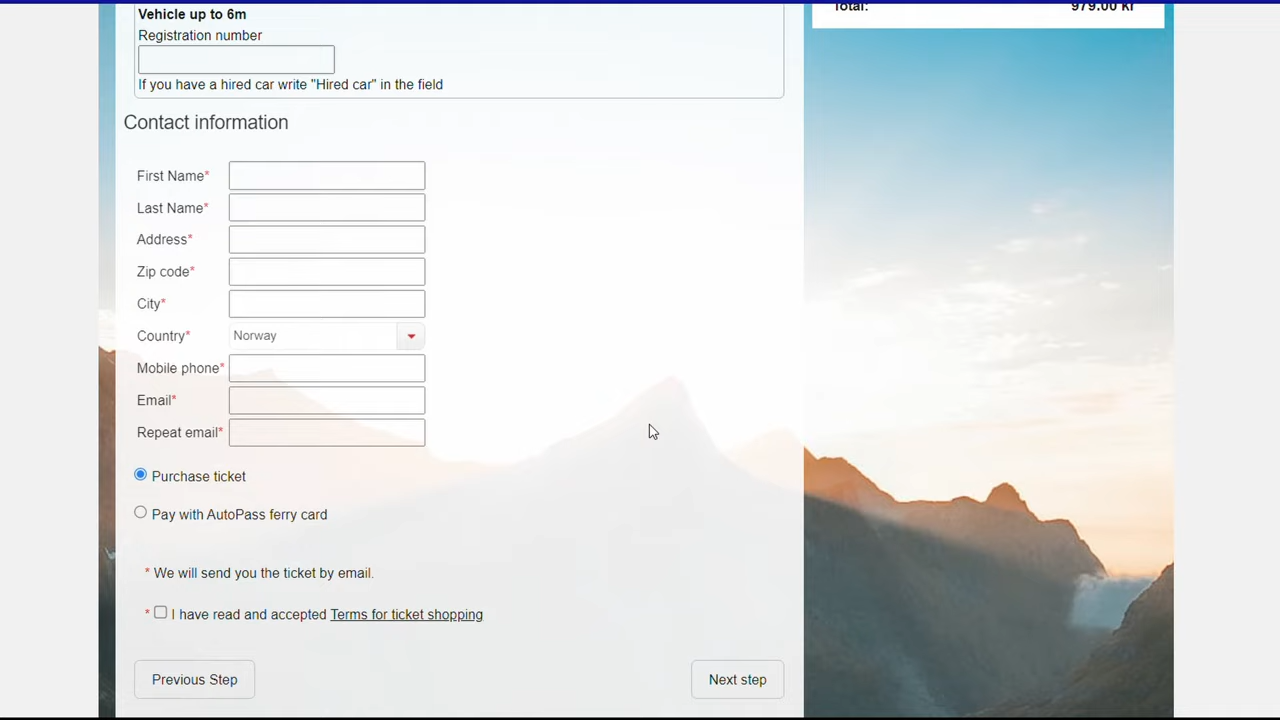 Vehicle up to 6m
Total: 979.00 kr
Registration number
If you have a hired car write "Hired car" in the field
Contact information
First Name*
Last Name*
Address*
Zip code*
City*
Country* Norway
Mobile phone*
Email*
Repeat email*
Purchase ticket
Pay with AutoPass ferry card
* We will send you the ticket by email.
* I have read and accepted Terms for ticket shopping
Previous Step
Next step